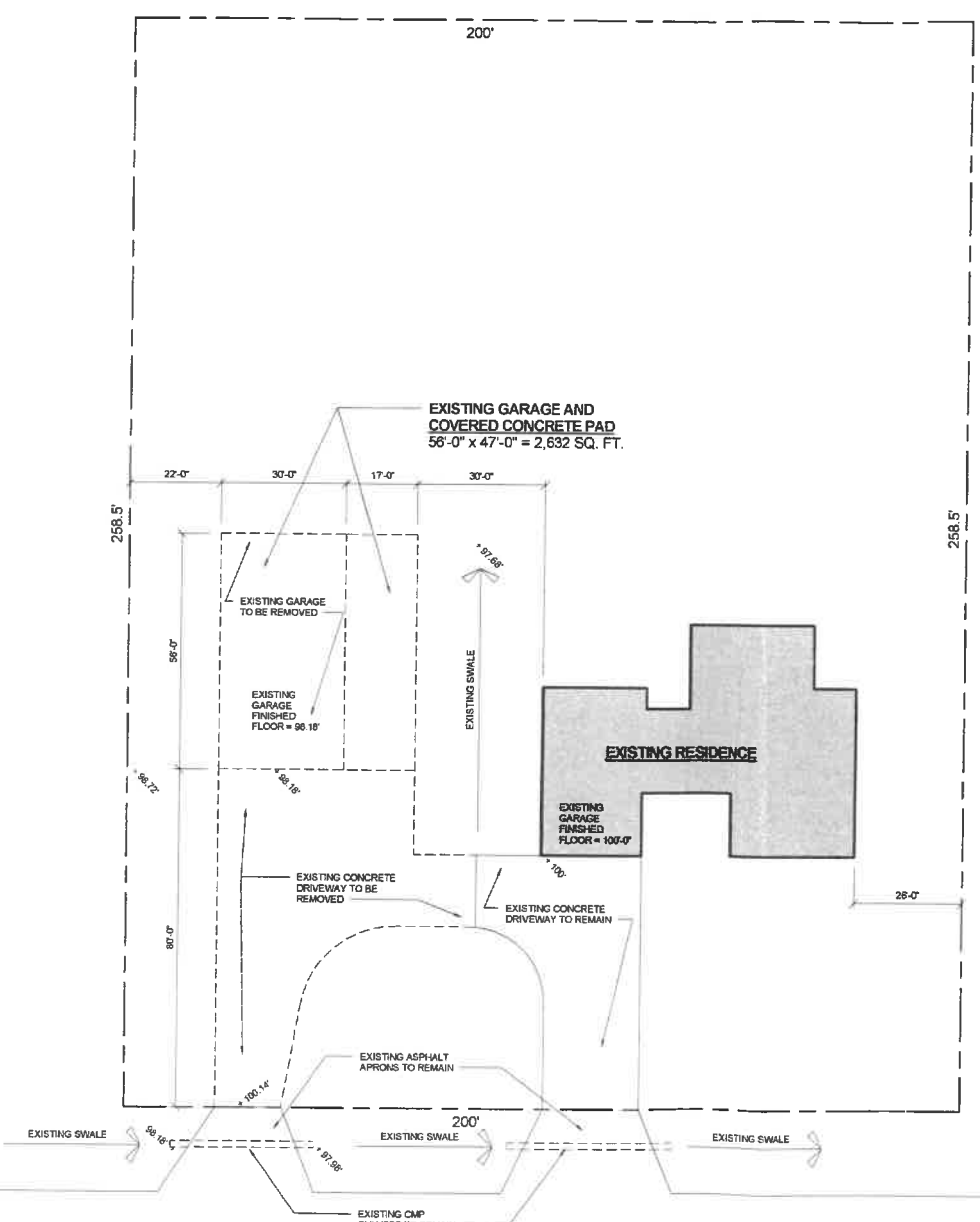 200'
EXISTING GARAGE AND
COVERED CONCRETE PAD
56'-0" x 47'-0" = 2,632 SQ. FT.
22'-0"
30'-0"
17'-0"
30'-0"
258.5'
258.5'
+ 97.68'
EXISTING GARAGE
TO BE REMOVED
56'-0"
EXISTING SWALE
EXISTING
GARAGE
FINISHED
FLOOR = 98.18'
EXISTING RESIDENCE
+ 98.72'
+ 98.18'
EXISTING
GARAGE
FINISHED
FLOOR = 100'-0"
+ 100'
EXISTING CONCRETE
DRIVEWAY TO BE
REMOVED
EXISTING CONCRETE
DRIVEWAY TO REMAIN
26'-0"
80'-0"
EXISTING ASPHALT
APRONS TO REMAIN
+ 100.14'
200'
EXISTING SWALE
98.18'
+ 97.98'
EXISTING SWALE
EXISTING SWALE
EXISTING CMP